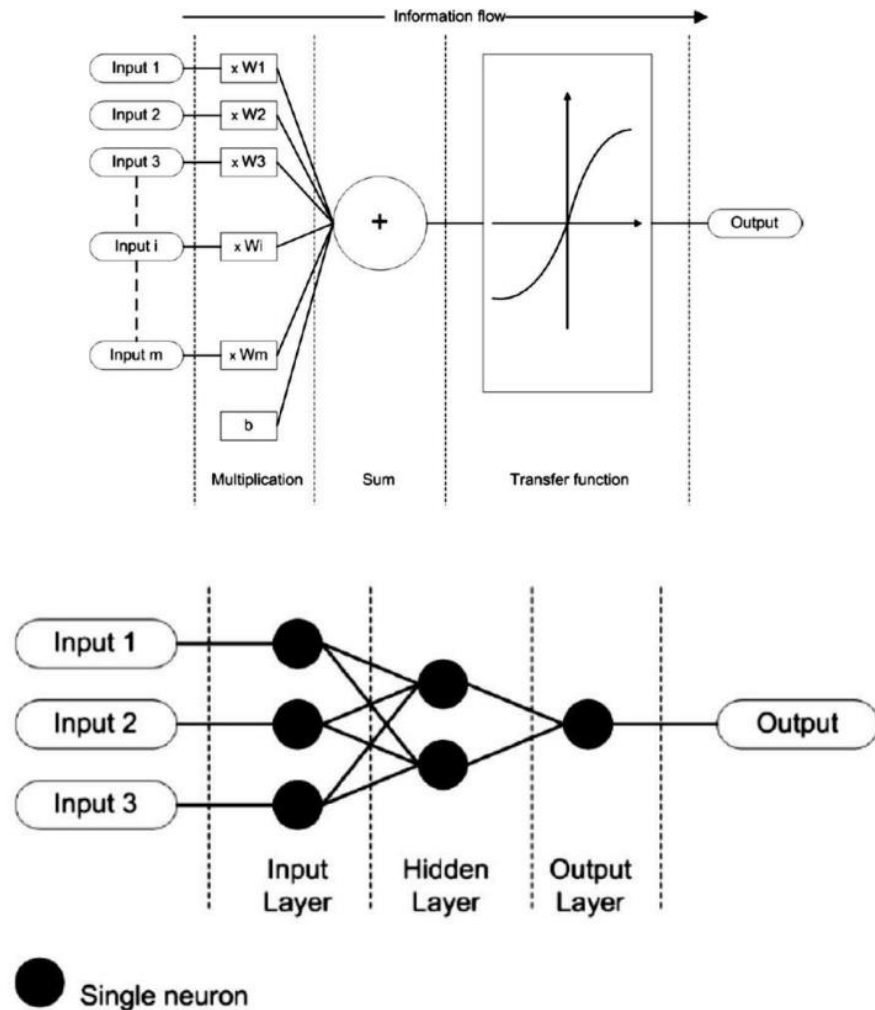 Information flow
Input 1
x W1
Input 2
x W2
Input 3
x W3
+
Input i
x Wi
Output
Input m
x Wm
b
Multiplication
Sum
Transfer function
Input 1
Input 2
Output
Input 3
Input
Layer
Hidden
Layer
Output
Layer
Single neuron